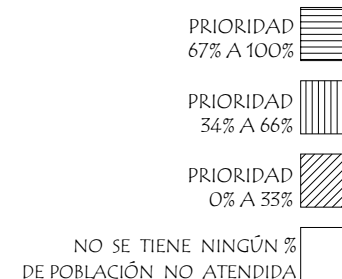 PRIORIDAD
67% A 100%
PRIORIDAD
34% A 66%
PRIORIDAD
0% A 33%
NO SE TIENE NINGÚN %
DE POBLACIÓN NO ATENDIDA